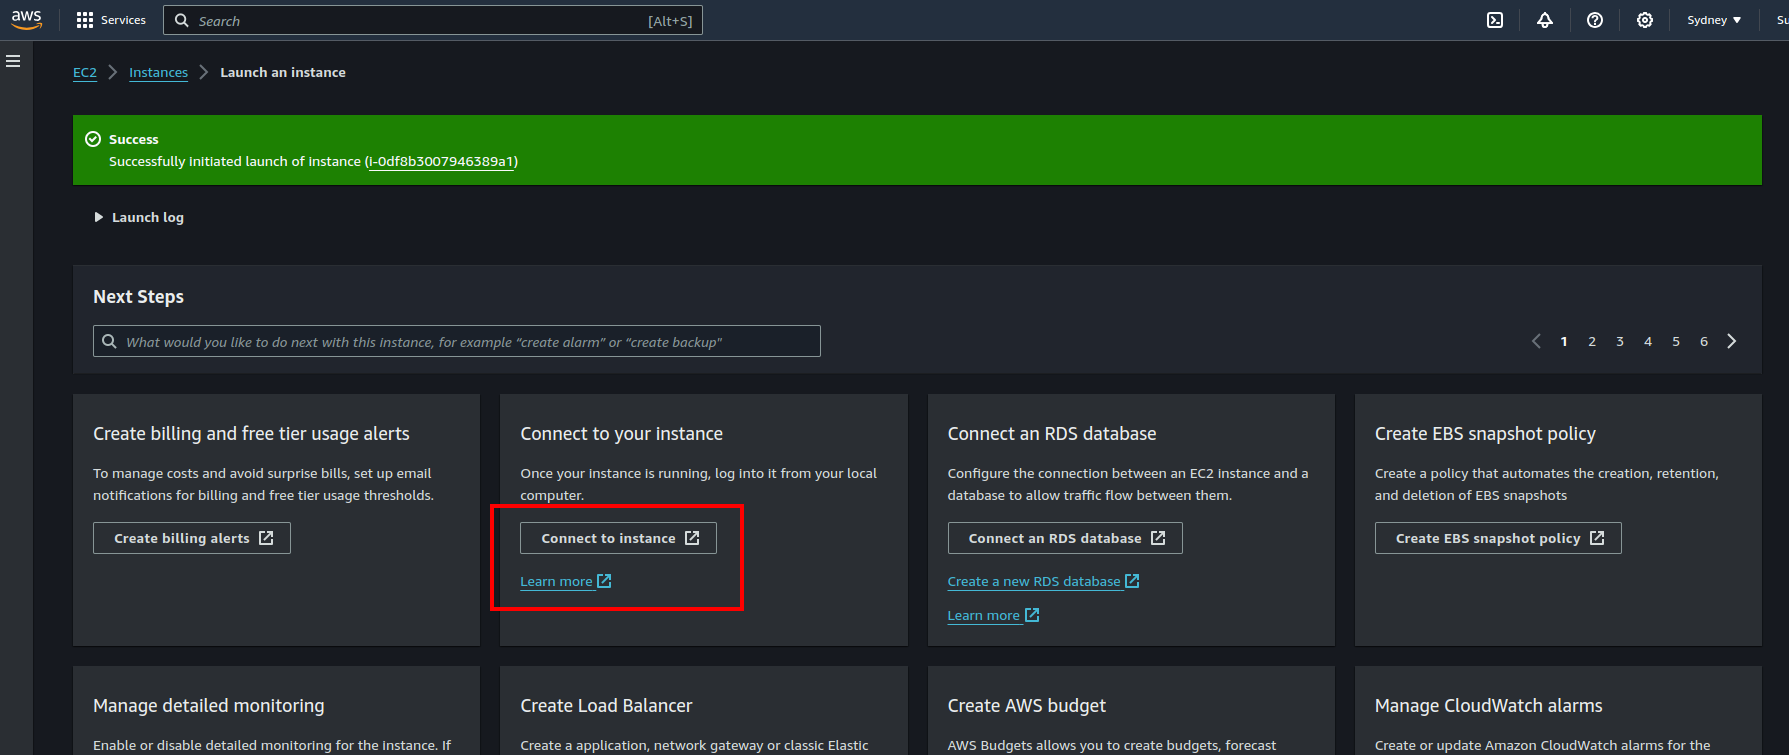 aws Services Search [Alt+S] Sydney Su
EC2 Instances Launch an instance
Success
Successfully initiated launch of instance (i-0df8b3007946389a1)
Launch log
Next Steps
What would you like to do next with this instance, for example “create alarm” or “create backup”
1 2 3 4 5 6
Create billing and free tier usage alerts
To manage costs and avoid surprise bills, set up email
notifications for billing and free tier usage thresholds.
Create billing alerts
Connect to your instance
Once your instance is running, log into it from your local
computer.
Connect to instance
Learn more
Connect an RDS database
Configure the connection between an EC2 instance and a
database to allow traffic flow between them.
Connect an RDS database
Create a new RDS database
Learn more
Create EBS snapshot policy
Create a policy that automates the creation, retention,
and deletion of EBS snapshots
Create EBS snapshot policy
Manage detailed monitoring
Enable or disable detailed monitoring for the instance. If
Create Load Balancer
Create a application, network gateway or classic Elastic
Create AWS budget
AWS Budgets allows you to create budgets, forecast
Manage CloudWatch alarms
Create or update Amazon CloudWatch alarms for the